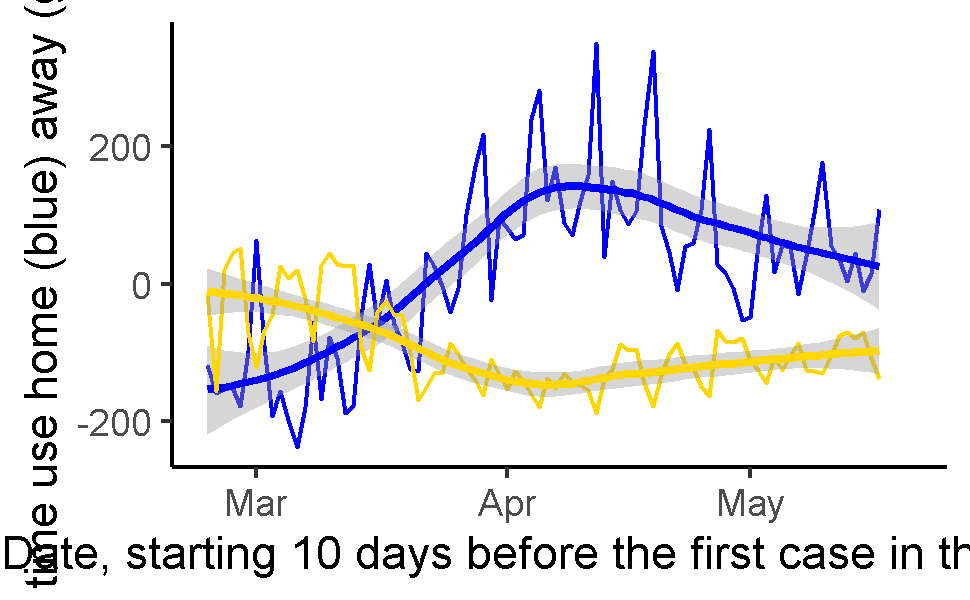 time use home (blue) away (
200
0
-200
Mar Apr May
Date, starting 10 days before the first case in th